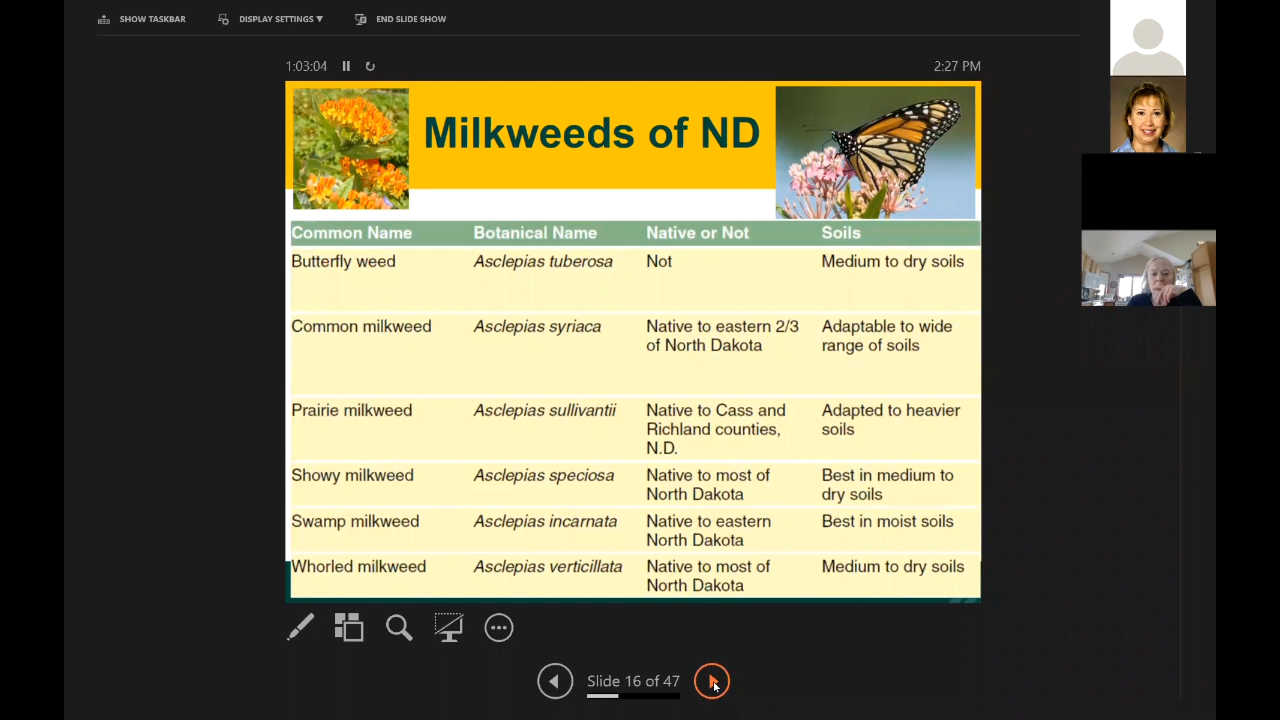 SHOW TASKBAR
DISPLAY SETTINGS ▼
END SLIDE SHOW
1:03:04
2:27 PM
Milkweeds of ND
Common Name Botanical Name Native or Not Soils
Butterfly weed Asclepias tuberosa Not Medium to dry soils
Common milkweed Asclepias syriaca Native to eastern 2/3 Adaptable to wide
of North Dakota range of soils
Prairie milkweed Asclepias sullivantii Native to Cass and Adapted to heavier
Richland counties, soils
N.D.
Showy milkweed Asclepias speciosa Native to most of Best in medium to
North Dakota dry soils
Swamp milkweed Asclepias incarnata Native to eastern Best in moist soils
North Dakota
Whorled milkweed Asclepias verticillata Native to most of Medium to dry soils
North Dakota
Slide 16 of 47